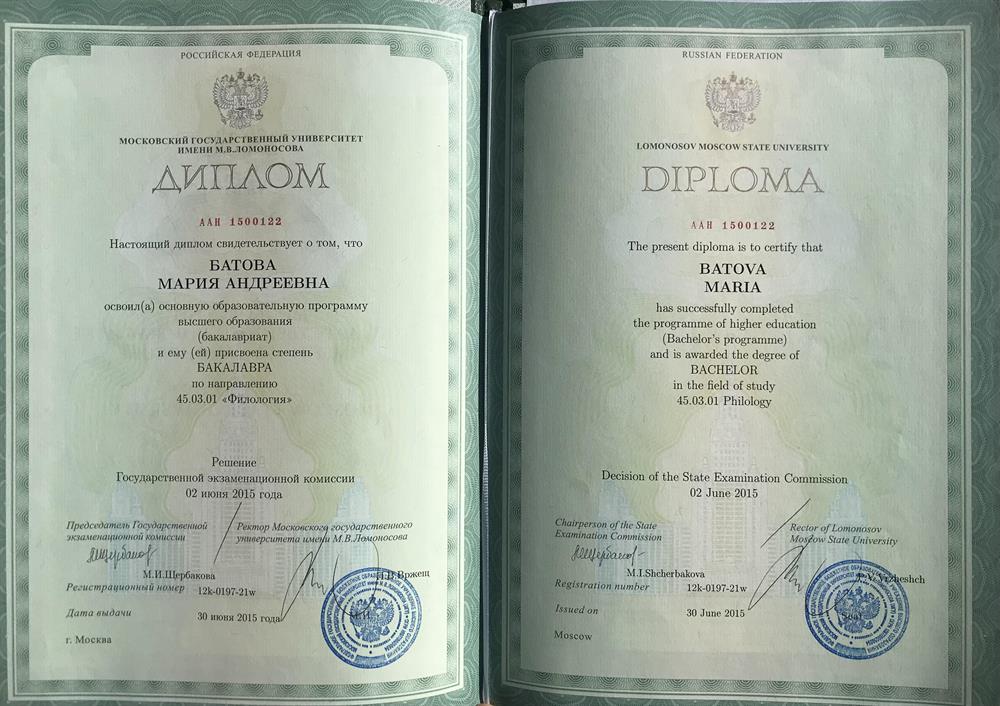 РОССИЙСКАЯ ФЕДЕРАЦИЯ
МОСКОВСКИЙ ГОСУДАРСТВЕННЫЙ УНИВЕРСИТЕТ
ИМЕНИ М.В.ЛОМОНОСОВА
ДИПЛОМ
ААН 1500122
Настоящий диплом свидетельствует о том, что
БАТОВА
МАРИЯ АНДРЕЕВНА
освоил(а) основную образовательную программу
высшего образования
(бакалавриат)
и ему (ей) присвоена степень
БАКАЛАВРА
по направлению
45.03.01 «Филология»
Решение
Государственной экзаменационной комиссии
02 июня 2015 года
Председатель Государственной
экзаменационной комиссии
Ректор Московского государственного
университета имени М.В.Ломоносова
М.И.Щербакова
П.В.Вржещ
Регистрационный номер 12k-0197-21w
Дата выдачи 30 июня 2015 года
г. Москва
RUSSIAN FEDERATION
LOMONOSOV MOSCOW STATE UNIVERSITY
DIPLOMA
ААН 1500122
The present diploma is to certify that
BATOVA
MARIA
has successfully completed
the programme of higher education
(Bachelor's programme)
and is awarded the degree of
BACHELOR
in the field of study
45.03.01 Philology
Decision of the State Examination Commission
02 June 2015
Chairperson of the State
Examination Commission
Rector of Lomonosov
Moscow State University
M.I.Shcherbakova
Registration number 12k-0197-21w
Issued on 30 June 2015
Moscow